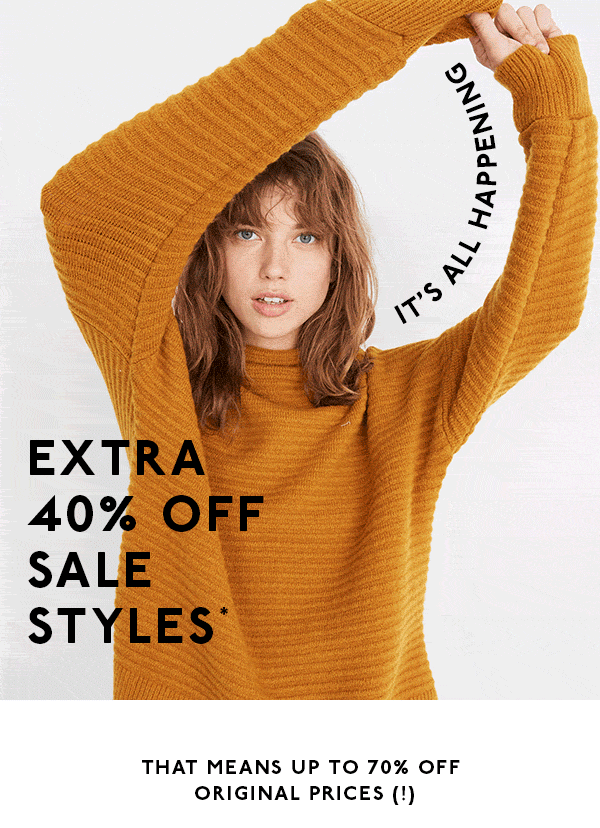 IT'S ALL HAPPENING
EXTRA
40% OFF
SALE
STYLES*
THAT MEANS UP TO 70% OFF
ORIGINAL PRICES (!)